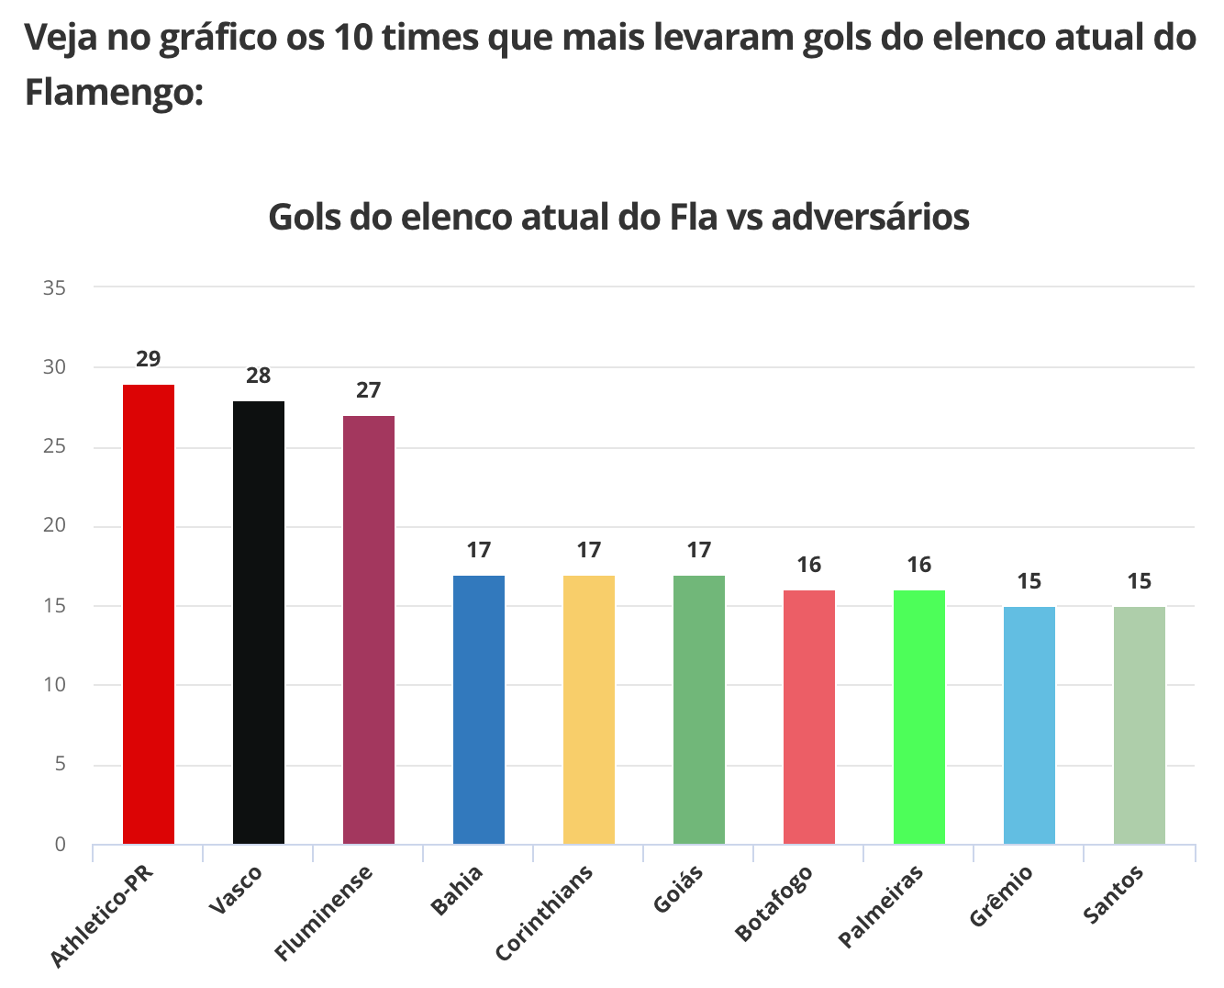 Veja no gráfico os 10 times que mais levaram gols do elenco atual do
Flamengo:
Gols do elenco atual do Fla vs adversários
35
30
25
20
15
10
5
0
29
28
27
17
17
17
16
16
15
15
Athletico-PR
Vasco
Fluminense
Bahia
Corinthians
Goiás
Botafogo
Palmeiras
Grêmio
Santos